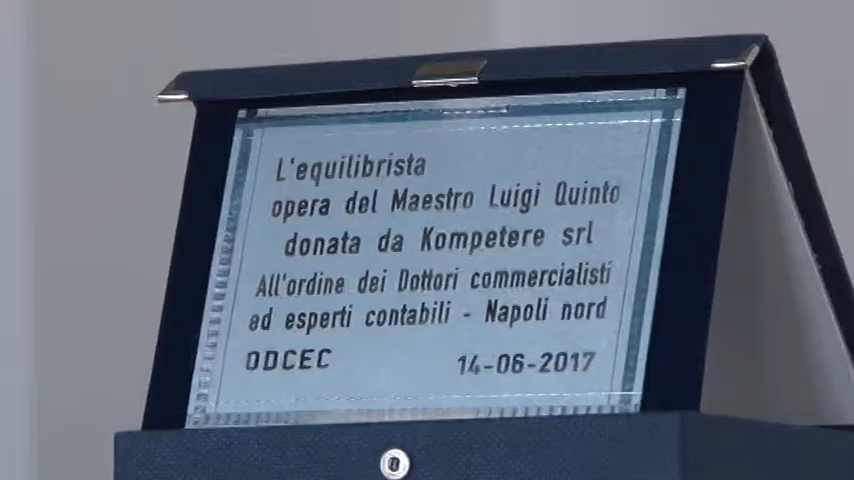 L'equilibrista
opera del Maestro Luigi Quinto
donata da Kompetere srl
All'ordine dei Dottori commercialisti
ed esperti contabili - Napoli nord
ODCEC 14-06-2017